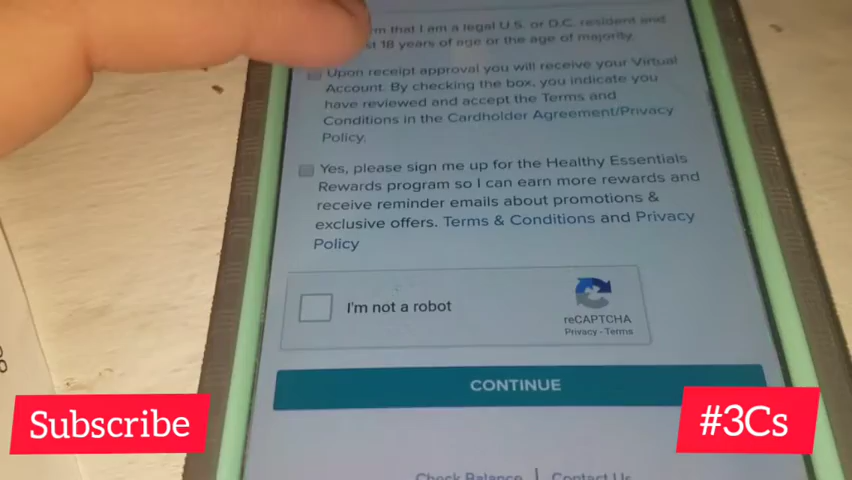 rm that I am a legal U.S. or D.C. resident and
st 18 years of age or the age of majority.
Upon receipt approval you will receive your Virtual
Account. By checking the box, you indicate you
have reviewed and accept the Terms and
Conditions in the Cardholder Agreement/Privacy
Policy.
Yes, please sign me up for the Healthy Essentials
Rewards program so I can earn more rewards and
receive reminder emails about promotions &
exclusive offers. Terms & Conditions and Privacy
Policy
I'm not a robot
reCAPTCHA
Privacy - Terms
CONTINUE
Subscribe
#3Cs
Check Balance | Contact Us